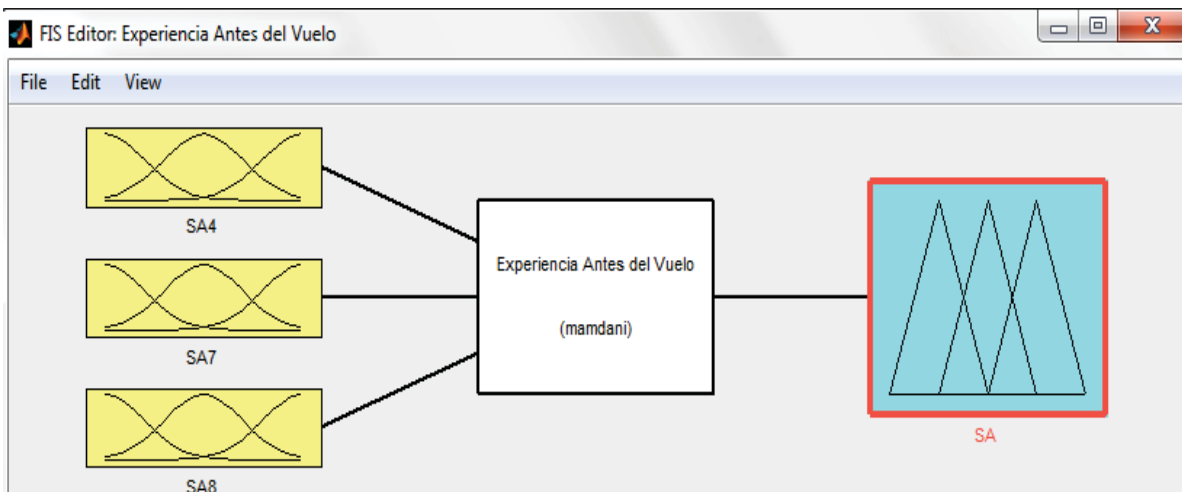 FIS Editor: Experiencia Antes del Vuelo
File Edit View
SA4
Experiencia Antes del Vuelo
(mamdani)
SA7
SA
SA8